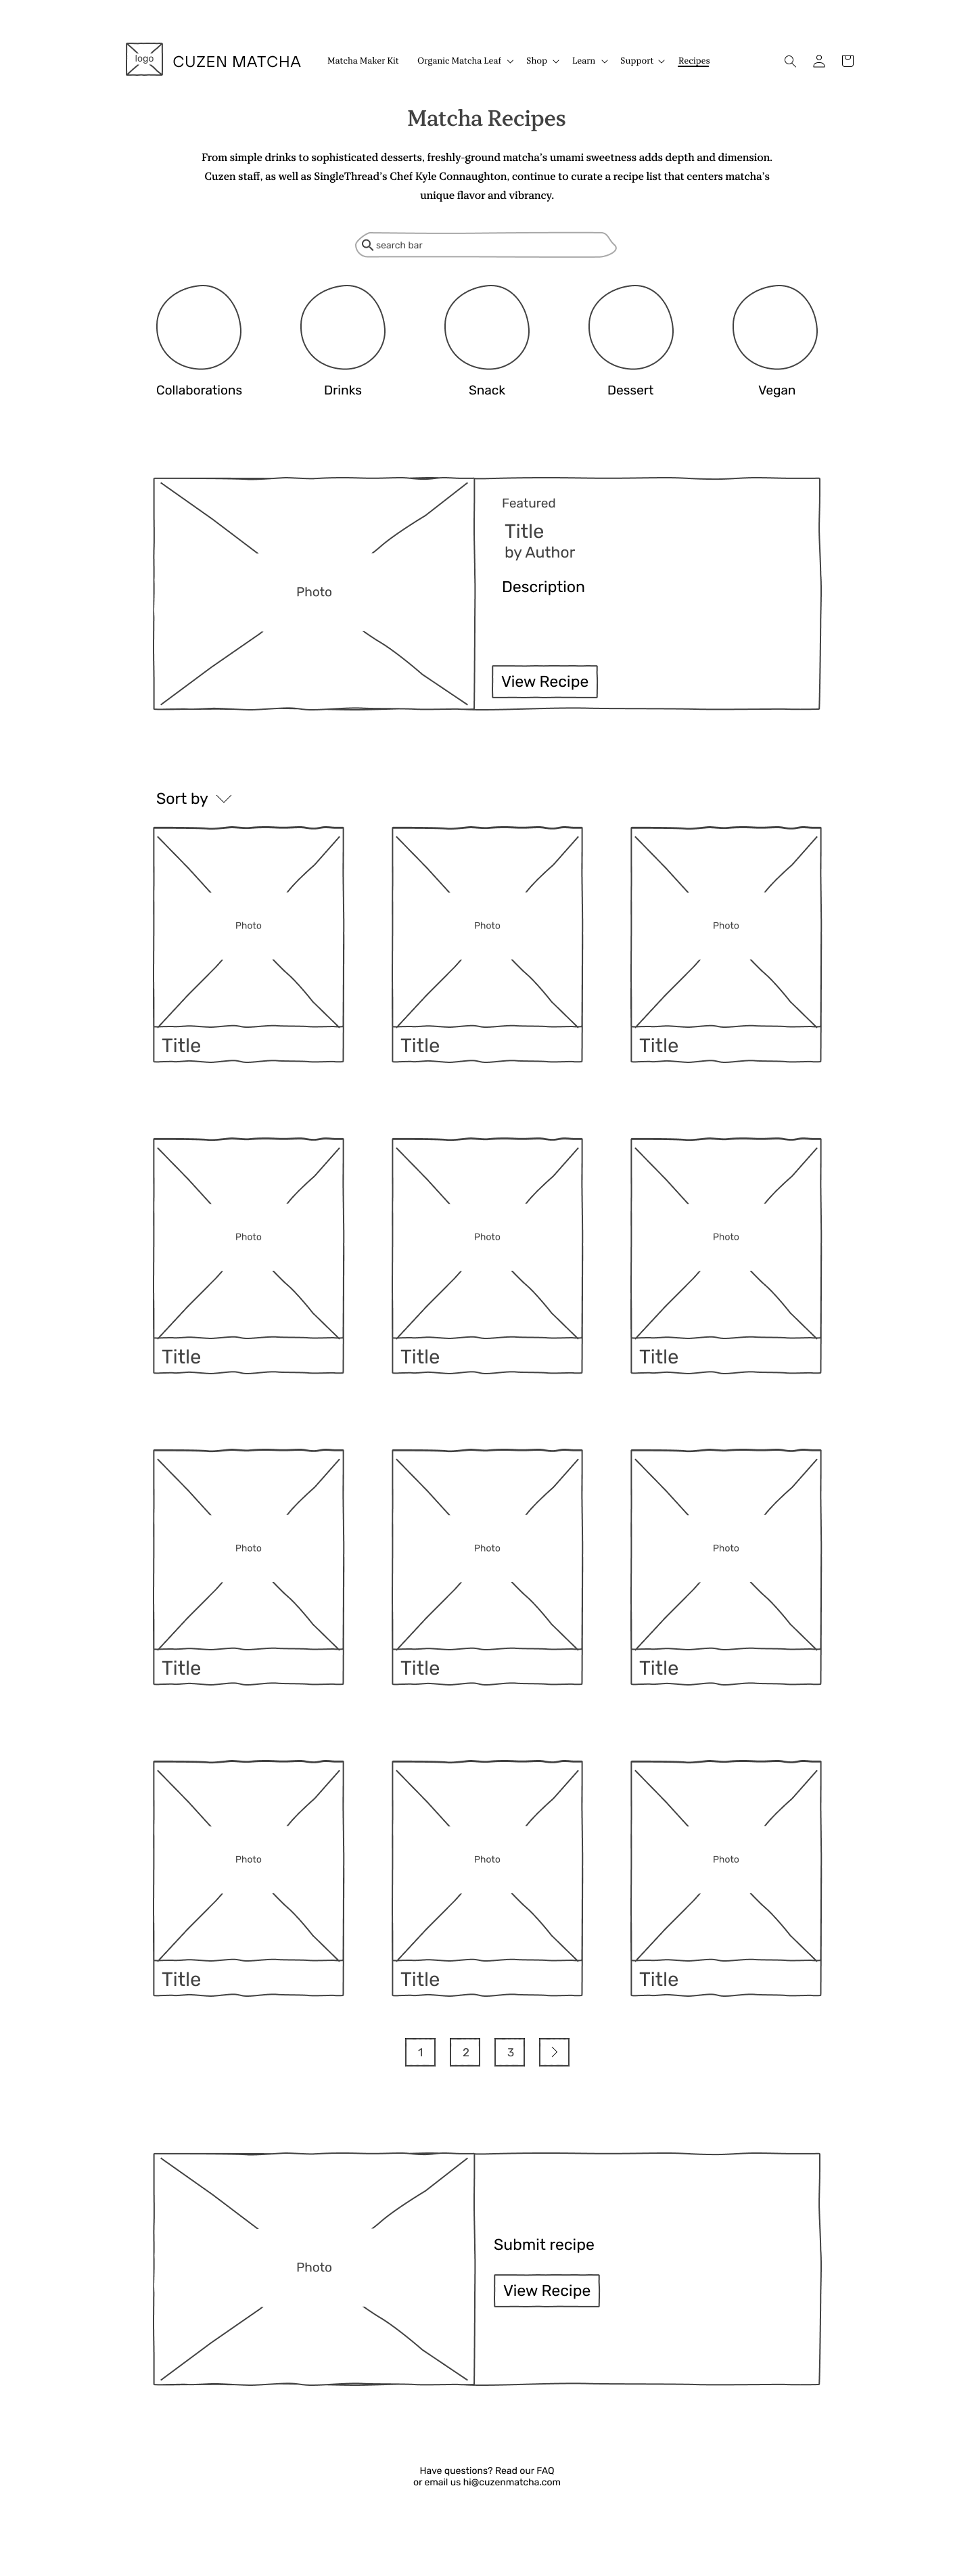 logo
CUZEN MATCHA
Matcha Maker Kit
Organic Matcha Leaf
Shop
Learn
Support
Recipes
Matcha Recipes
From simple drinks to sophisticated desserts, freshly-ground matcha's umami sweetness adds depth and dimension.
Cuzen staff, as well as SingleThread's Chef Kyle Connaughton, continue to curate a recipe list that centers matcha's
unique flavor and vibrancy.
search bar
Collaborations
Drinks
Snack
Dessert
Vegan
Photo
Featured
Title
by Author
Description
View Recipe
Sort by
Photo
Photo
Photo
Title
Title
Title
Photo
Photo
Photo
Title
Title
Title
Photo
Photo
Photo
Title
Title
Title
Photo
Photo
Photo
Title
Title
Title
1
2
3
Photo
Submit recipe
View Recipe
Have questions? Read our FAQ
or email us hi@cuzenmatcha.com